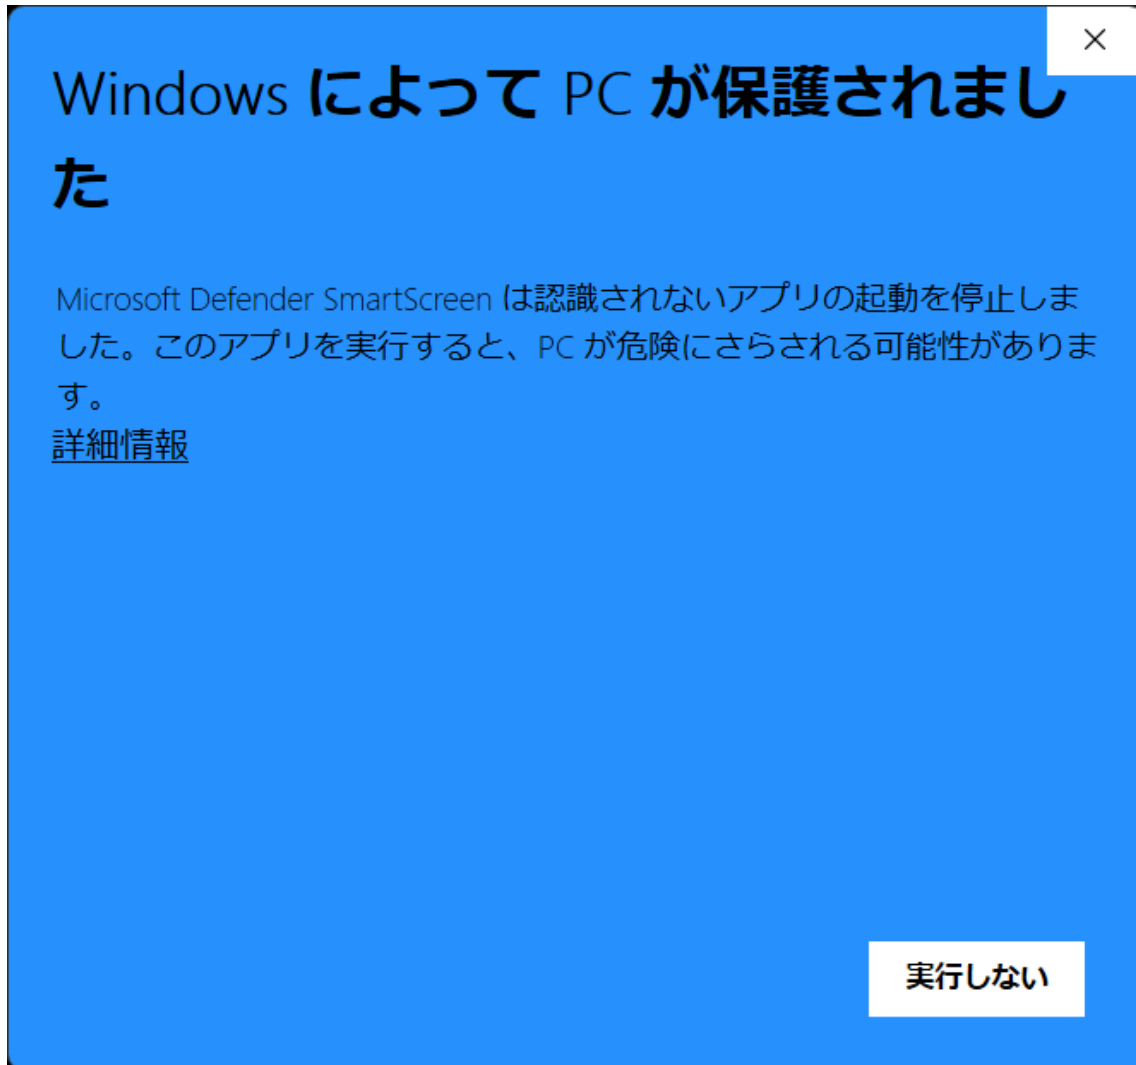 Windows によって PC が保護されまし
た
Microsoft Defender SmartScreen は認識されないアプリの起動を停止しま
した。このアプリを実行すると、PC が危険にさらされる可能性がありま
す。
詳細情報
実行しない